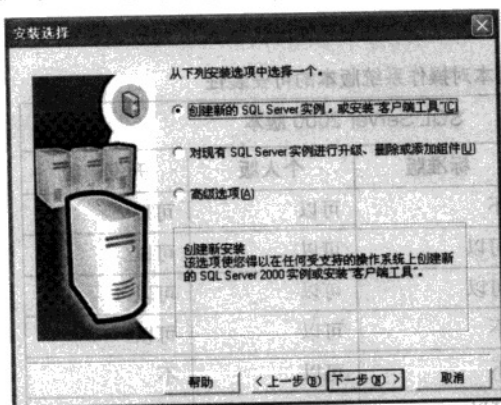 安装选择
从下列安装选项中选择一个。
创建新的 SQL Server 实例，或安装"客户端工具"(C)
对现有 SQL Server 实例进行升级、删除或添加组件(U)
高级选项(A)
创建新安装
该选项使您得以在任何受支持的操作系统上创建新
的 SQL Server 2000 实例或安装"客户端工具"。
帮助
< 上一步(B)
下一步(N) >
取消